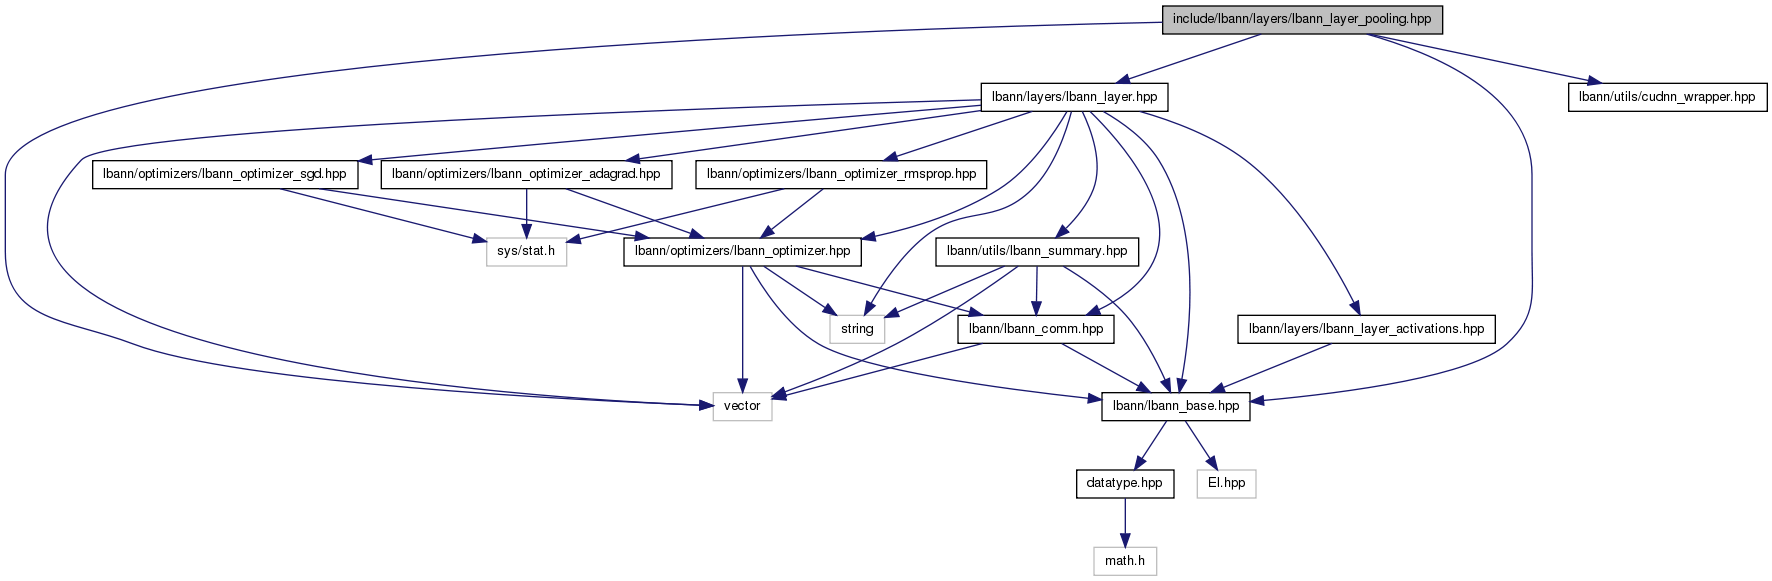 include/lbann/layers/lbann_layer_pooling.hpp
lbann/layers/lbann_layer.hpp
lbann/utils/cudnn_wrapper.hpp
lbann/optimizers/lbann_optimizer_sgd.hpp
lbann/optimizers/lbann_optimizer_adagrad.hpp
lbann/optimizers/lbann_optimizer_rmsprop.hpp
sys/stat.h
lbann/optimizers/lbann_optimizer.hpp
lbann/utils/lbann_summary.hpp
string
lbann/lbann_comm.hpp
lbann/layers/lbann_layer_activations.hpp
vector
lbann/lbann_base.hpp
datatype.hpp
El.hpp
math.h